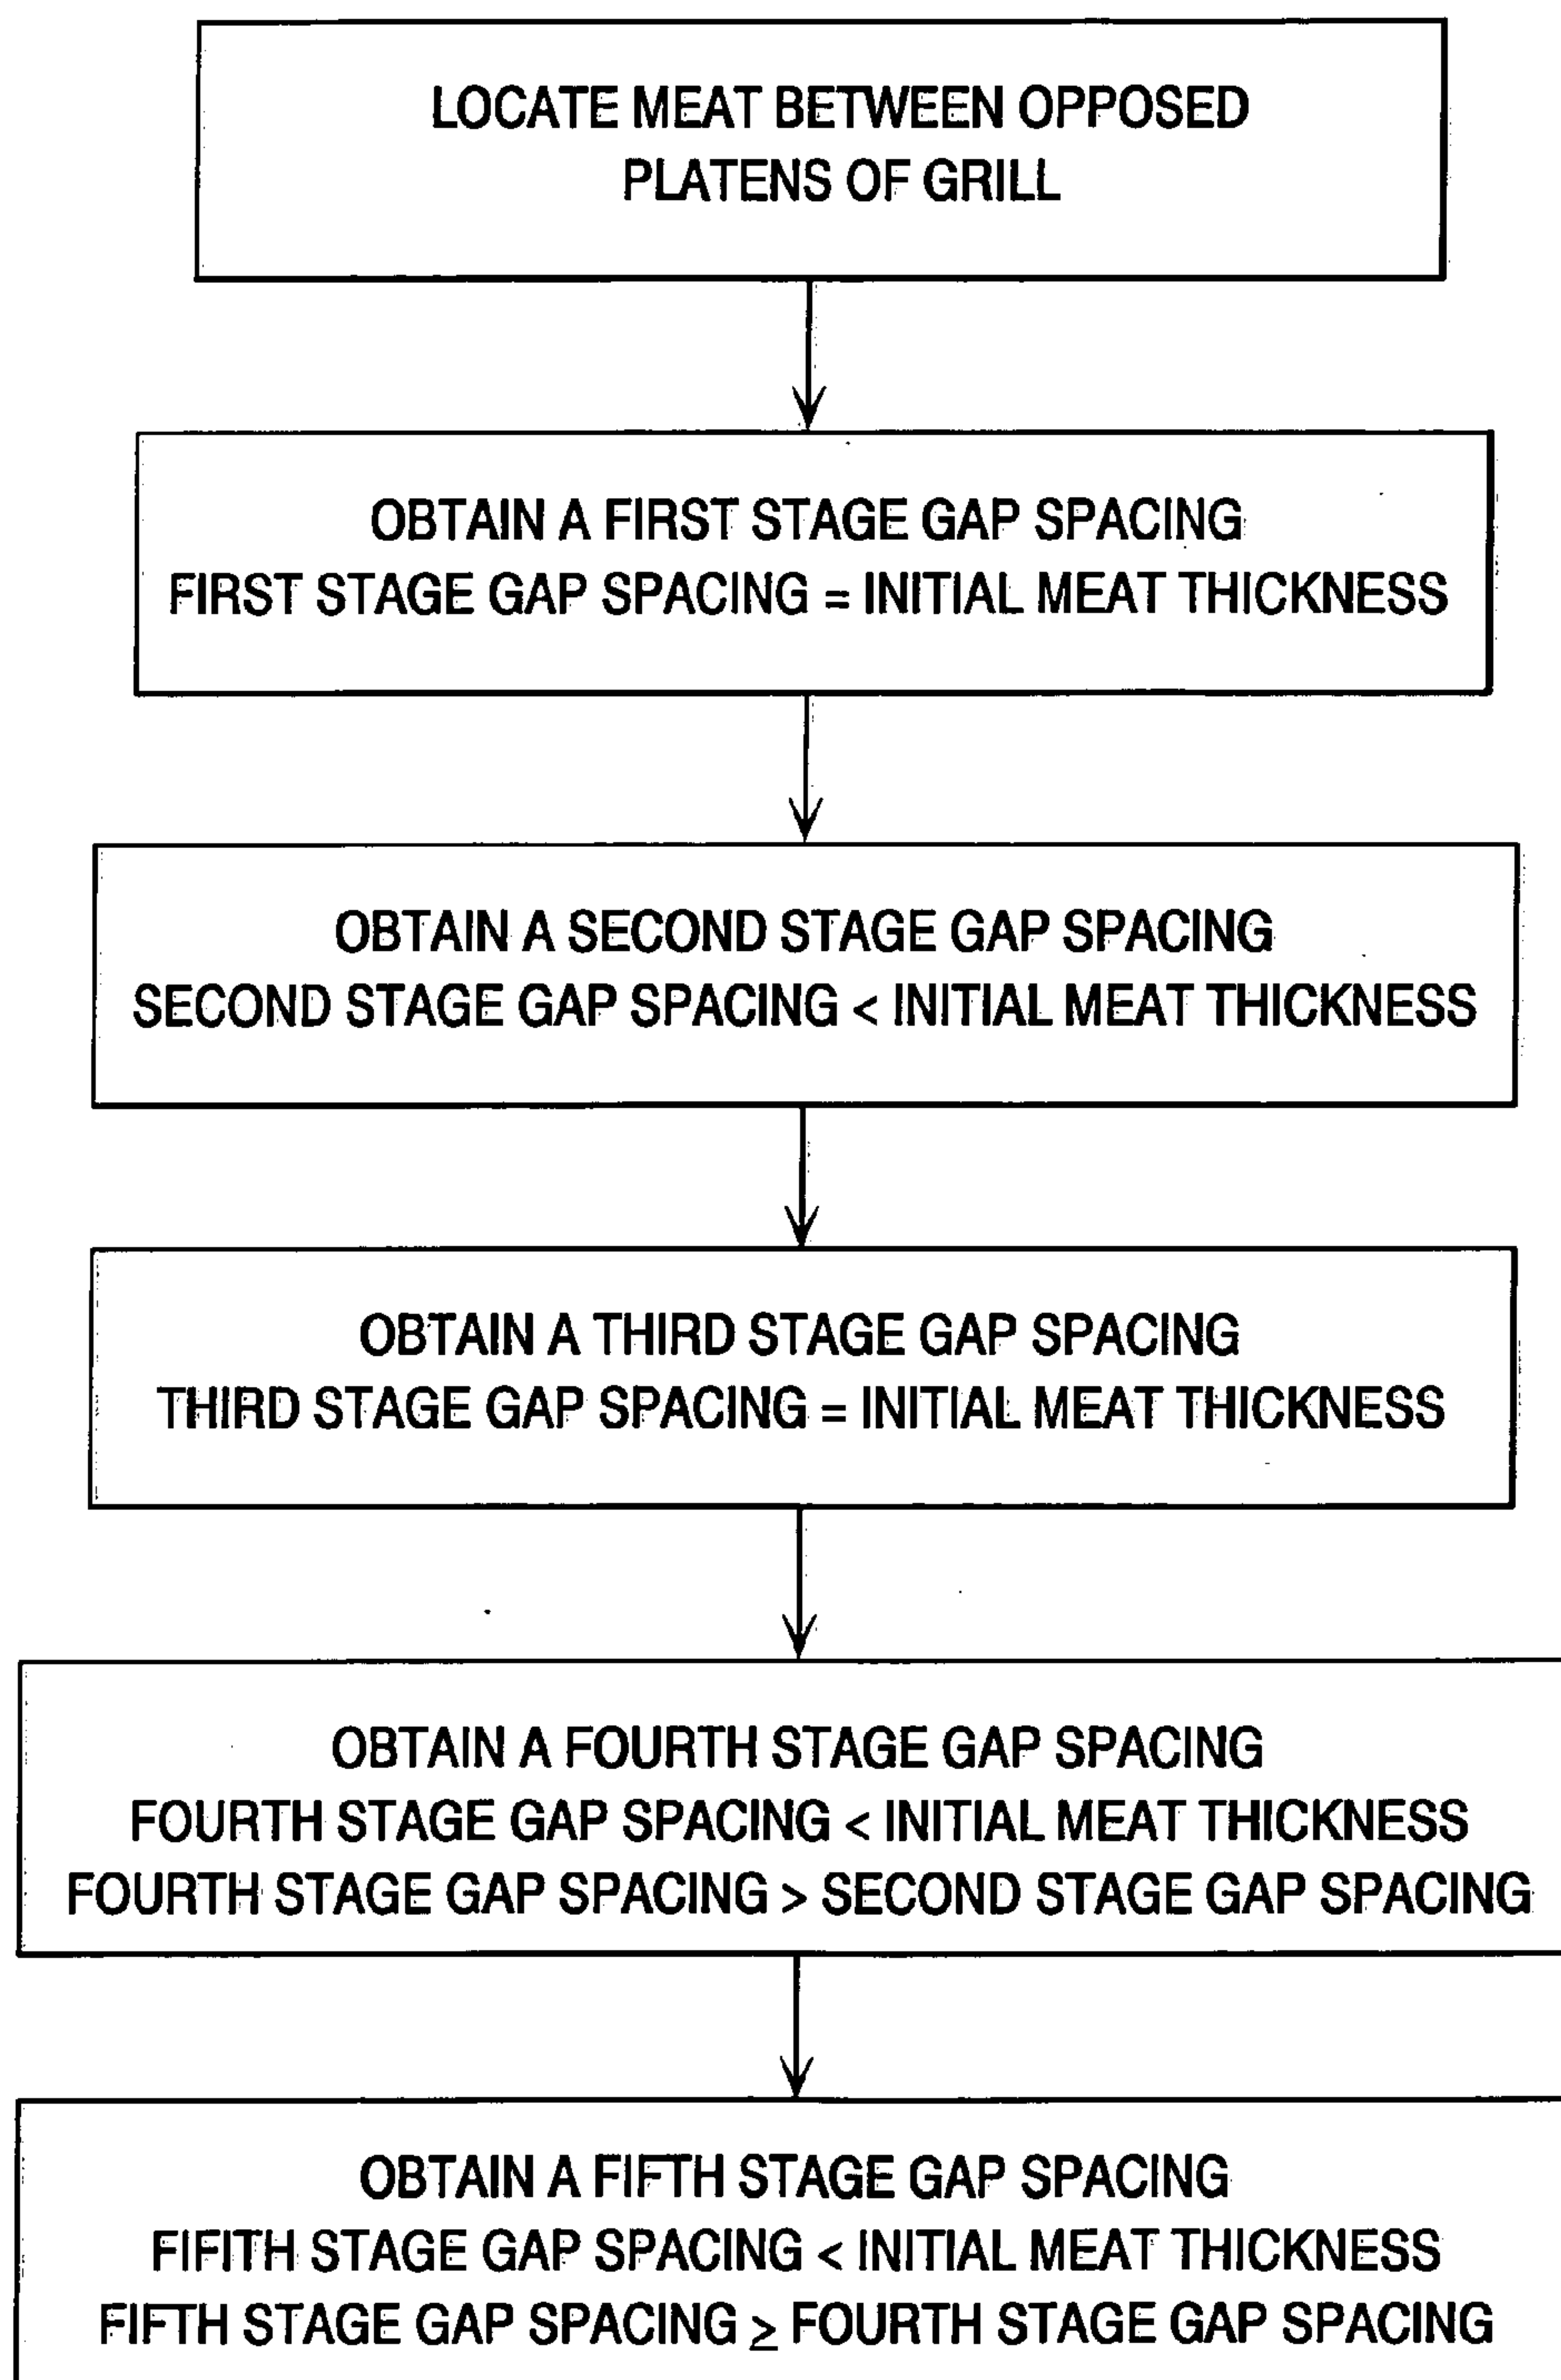 LOCATE MEAT BETWEEN OPPOSED
PLATENS OF GRILL
OBTAIN A FIRST STAGE GAP SPACING
FIRST STAGE GAP SPACING = INITIAL MEAT THICKNESS
OBTAIN A SECOND STAGE GAP SPACING
SECOND STAGE GAP SPACING < INITIAL MEAT THICKNESS
OBTAIN A THIRD STAGE GAP SPACING
THIRD STAGE GAP SPACING = INITIAL MEAT THICKNESS
OBTAIN A FOURTH STAGE GAP SPACING
FOURTH STAGE GAP SPACING < INITIAL MEAT THICKNESS
FOURTH STAGE GAP SPACING > SECOND STAGE GAP SPACING
OBTAIN A FIFTH STAGE GAP SPACING
FIFITH STAGE GAP SPACING < INITIAL MEAT THICKNESS
FIFTH STAGE GAP SPACING ≥ FOURTH STAGE GAP SPACING